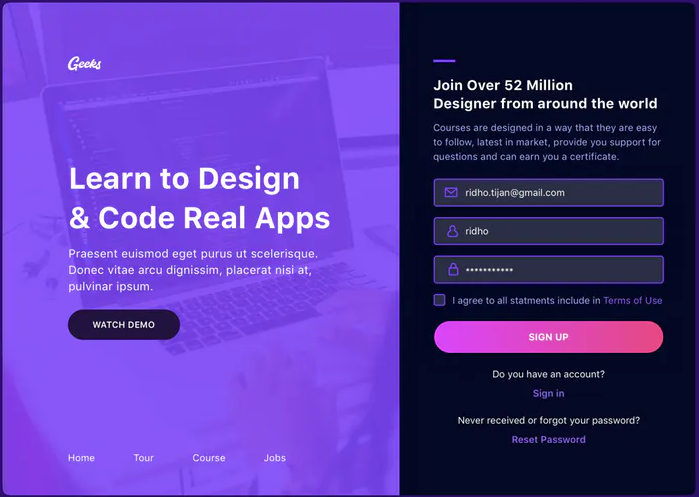 Geeks
Learn to Design
& Code Real Apps
Praesent euismod eget purus ut scelerisque.
Donec vitae arcu dignissim, placerat nisi at,
pulvinar ipsum.
WATCH DEMO
Home Tour Course Jobs
Join Over 52 Million
Designer from around the world
Courses are designed in a way that they are easy
to follow, latest in market, provide you support for
questions and can earn you a certificate.
ridho.tijan@gmail.com
ridho
***********
I agree to all statments include in Terms of Use
SIGN UP
Do you have an account?
Sign in
Never received or forgot your password?
Reset Password